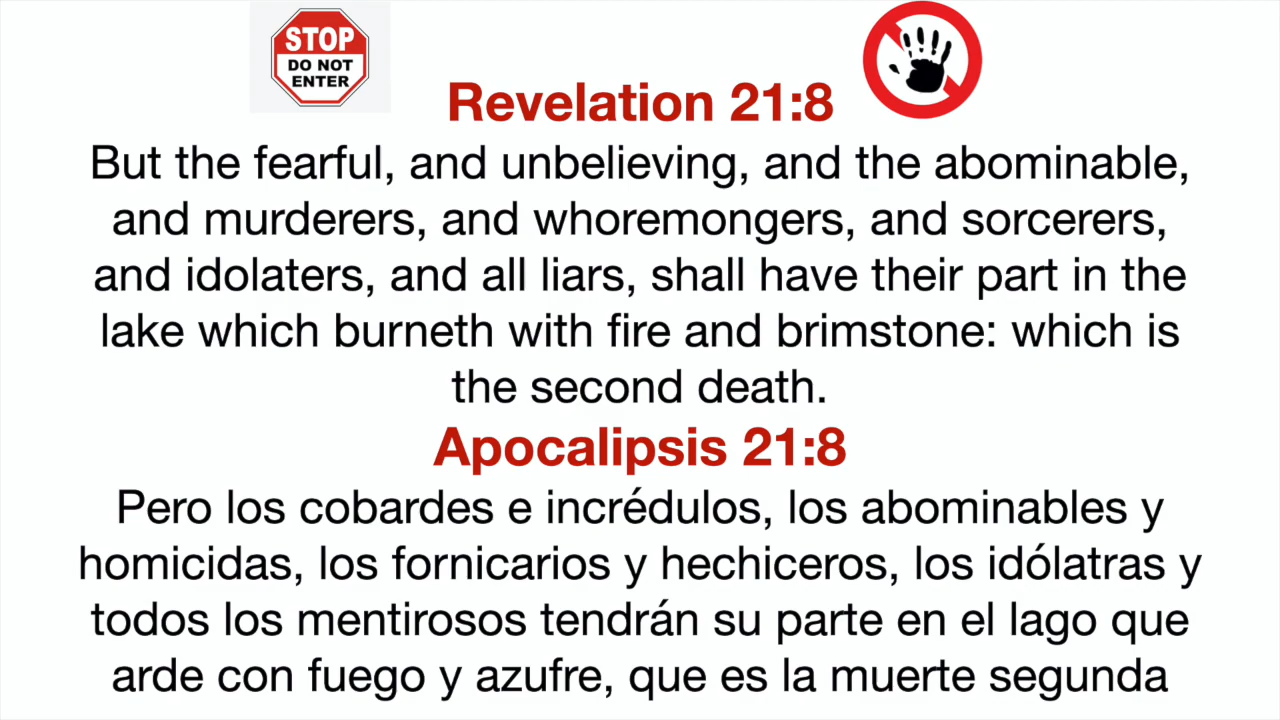 STOP
DO NOT
ENTER
Revelation 21:8
But the fearful, and unbelieving, and the abominable,
and murderers, and whoremongers, and sorcerers,
and idolaters, and all liars, shall have their part in the
lake which burneth with fire and brimstone: which is
the second death.
Apocalipsis 21:8
Pero los cobardes e incrédulos, los abominables y
homicidas, los fornicarios y hechiceros, los idólatras y
todos los mentirosos tendrán su parte en el lago que
arde con fuego y azufre, que es la muerte segunda